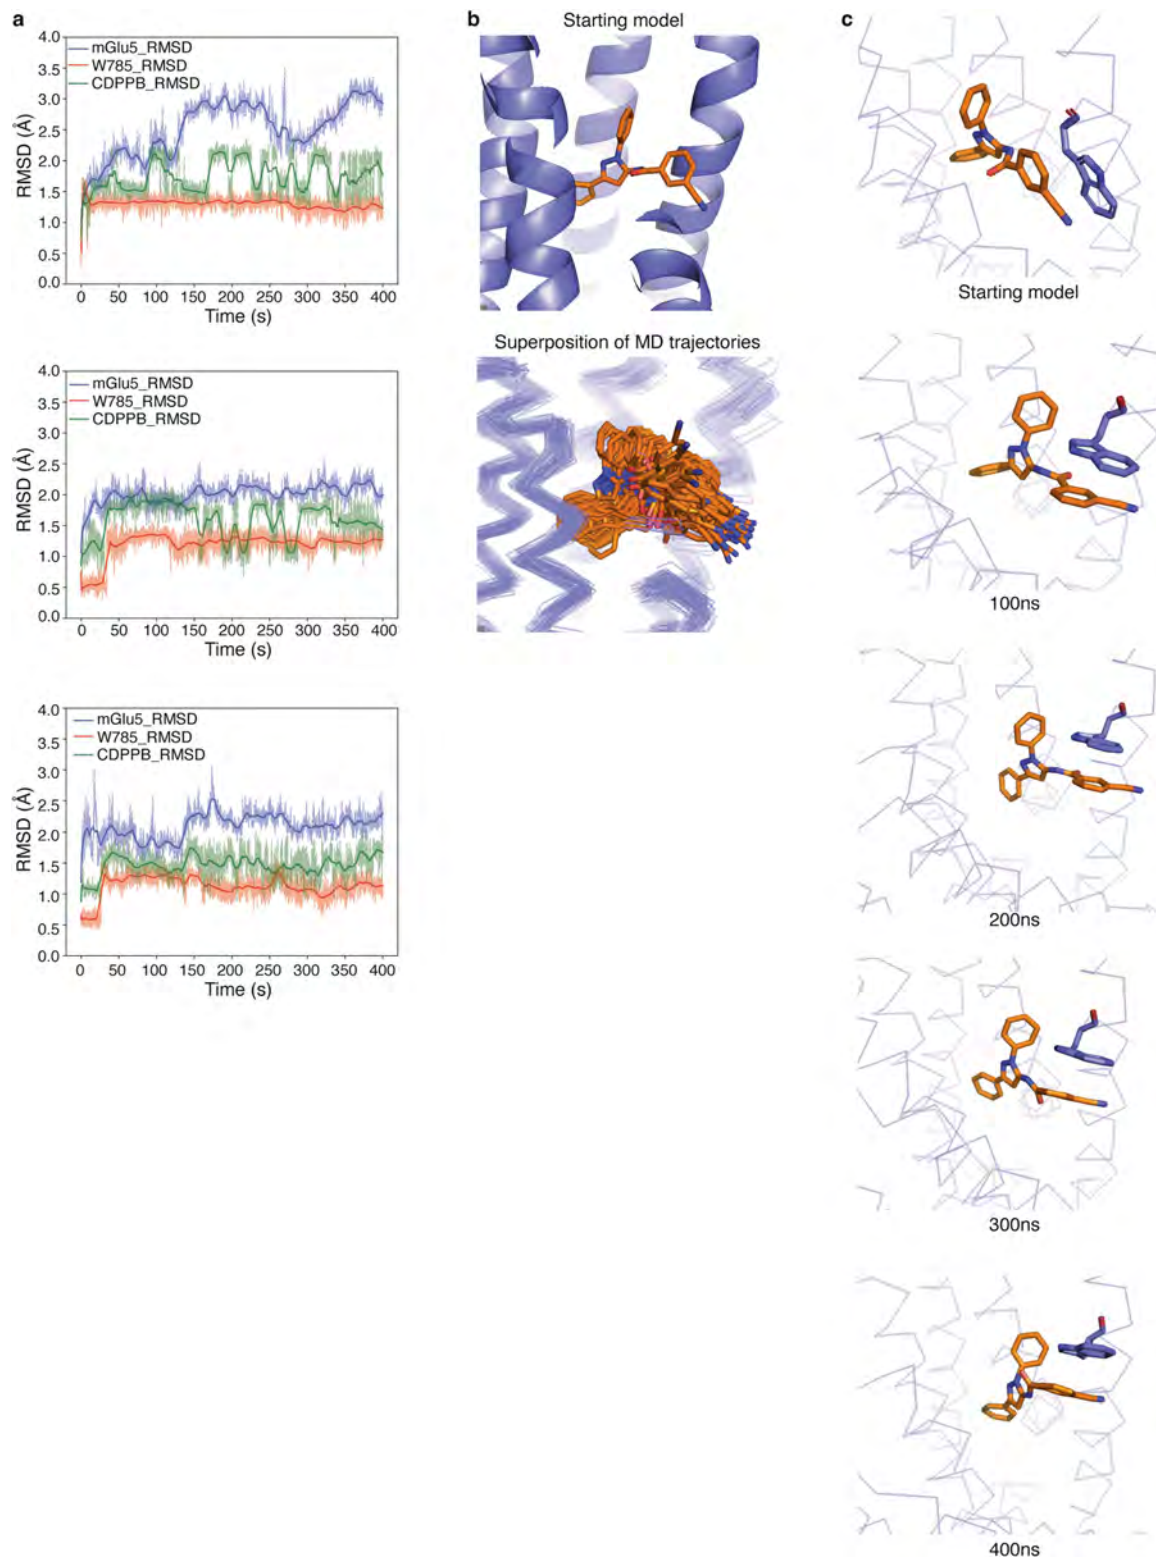 a
4.0
3.5
3.0
2.5
2.0
1.5
1.0
0.5
0.0
RMSD (Å)
mGlu5_RMSD
W785_RMSD
CDPPB_RMSD
0 50 100 150 200 250 300 350 400
Time (s)
4.0
3.5
3.0
2.5
2.0
1.5
1.0
0.5
0.0
RMSD (Å)
mGlu5_RMSD
W785_RMSD
CDPPB_RMSD
0 50 100 150 200 250 300 350 400
Time (s)
4.0
3.5
3.0
2.5
2.0
1.5
1.0
0.5
0.0
RMSD (Å)
mGlu5_RMSD
W785_RMSD
CDPPB_RMSD
0 50 100 150 200 250 300 350 400
Time (s)
b
Starting model
Superposition of MD trajectories
c
Starting model
100ns
200ns
300ns
400ns